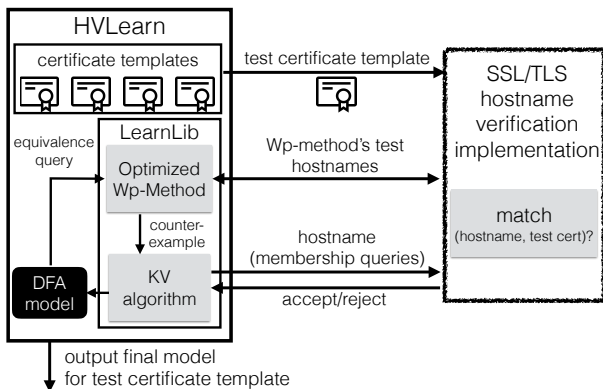 HVLearn
certificate templates
test certificate template
SSL/TLS
hostname
verification
implementation
LearnLib
equivalence
query
Optimized
Wp-Method
Wp-method's test
hostnames
counter-
example
match
(hostname, test cert)?
DFA
model
KV
algorithm
hostname
(membership queries)
accept/reject
output final model
for test certificate template